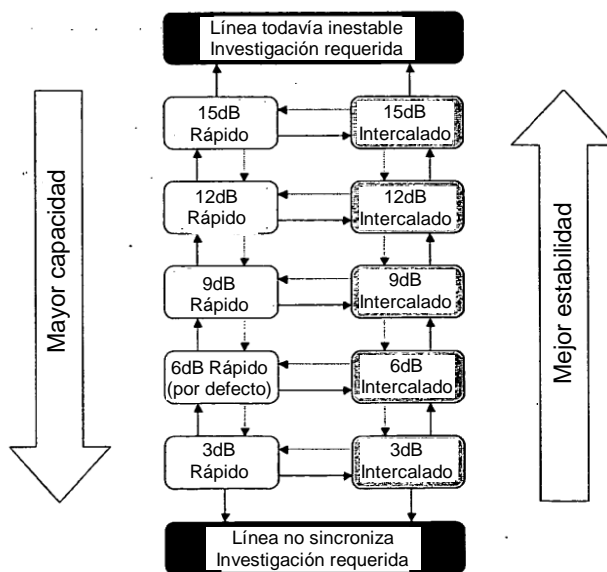 Línea todavía inestable
Investigación requerida
15dB
Rápido
15dB
Intercalado
12dB
Rápido
12dB
Intercalado
9dB
Rápido
9dB
Intercalado
6dB Rápido
(por defecto)
6dB
Intercalado
3dB
Rápido
3dB
Intercalado
Línea no sincroniza
Investigación requerida
Mayor capacidad
Mejor estabilidad